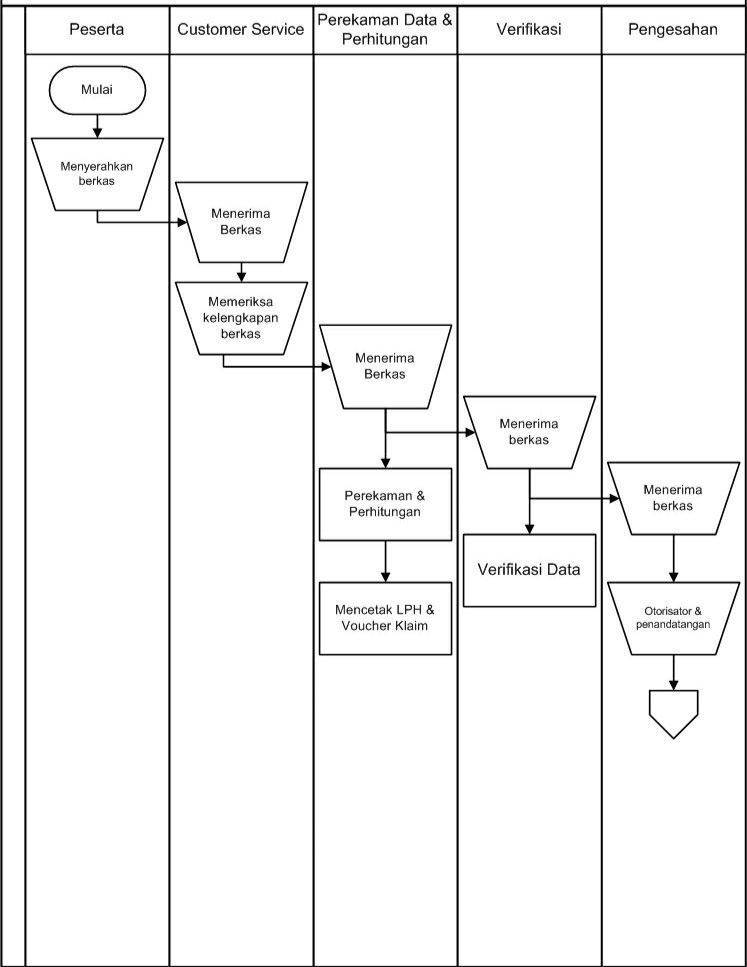 Peserta
Customer Service
Perekaman Data &
Perhitungan
Verifikasi
Pengesahan
Mulai
Menyerahkan
berkas
Menerima
Berkas
Memeriksa
kelengkapan
berkas
Menerima
Berkas
Menerima
berkas
Menerima
berkas
Perekaman &
Perhitungan
Verifikasi Data
Mencetak LPH &
Voucher Klaim
Otorisator &
penandatangan